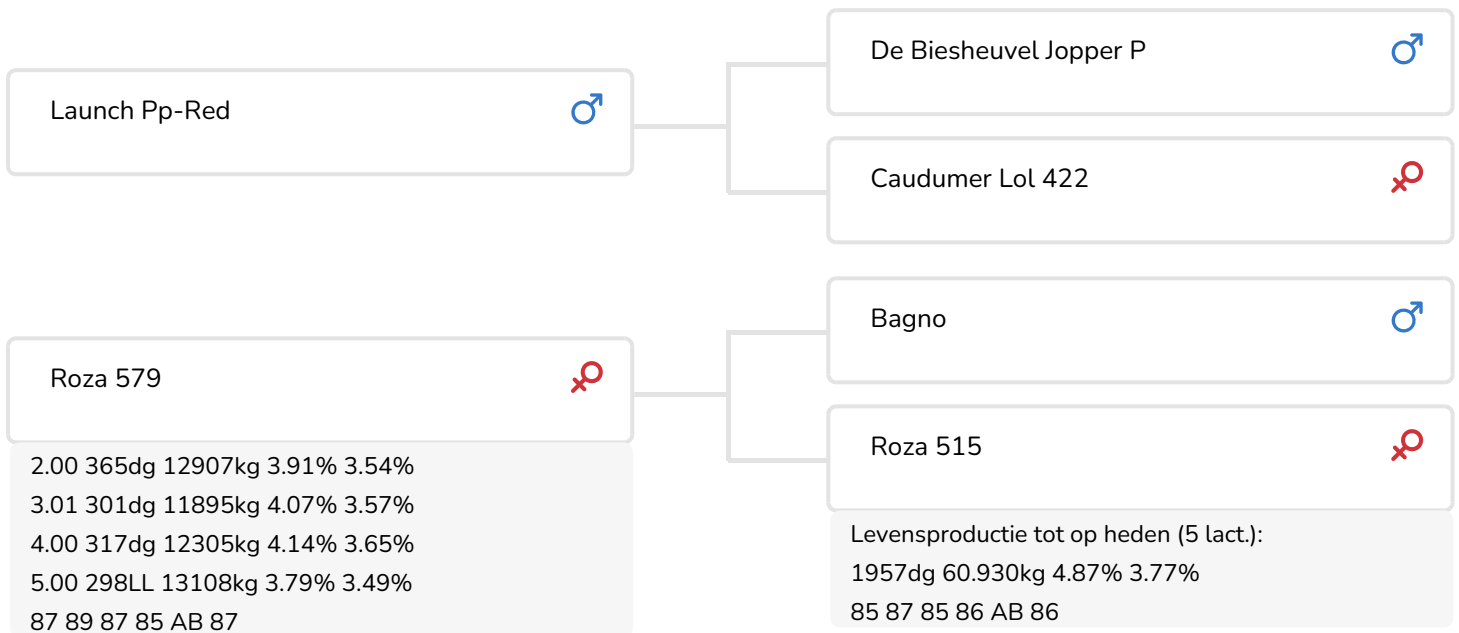 Launch Pp-Red
De Biesheuvel Jopper P
Caudumer Lol 422
Roza 579
2.00 365dg 12907kg 3.91% 3.54%
3.01 301dg 11895kg 4.07% 3.57%
4.00 317dg 12305kg 4.14% 3.65%
5.00 298LL 13108kg 3.79% 3.49%
87 89 87 85 AB 87
Bagno
Roza 515
Levensproductie tot op heden (5 lact.):
1957dg 60.930kg 4.87% 3.77%
85 87 85 86 AB 86